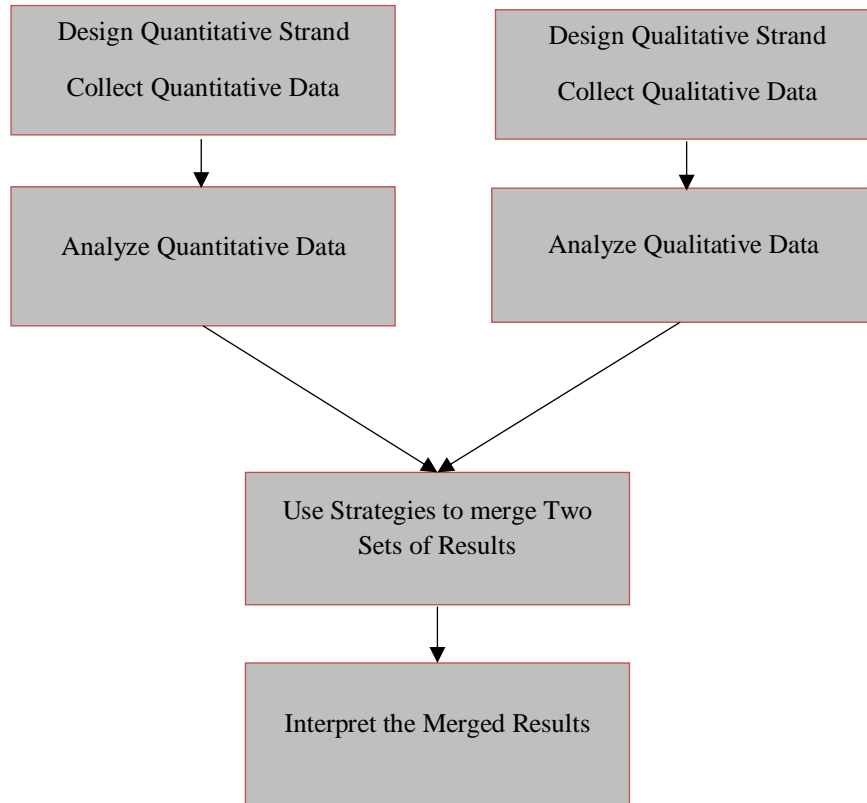 Design Quantitative Strand
Collect Quantitative Data
Design Qualitative Strand
Collect Qualitative Data
Analyze Quantitative Data
Analyze Qualitative Data
Use Strategies to merge Two
Sets of Results
Interpret the Merged Results